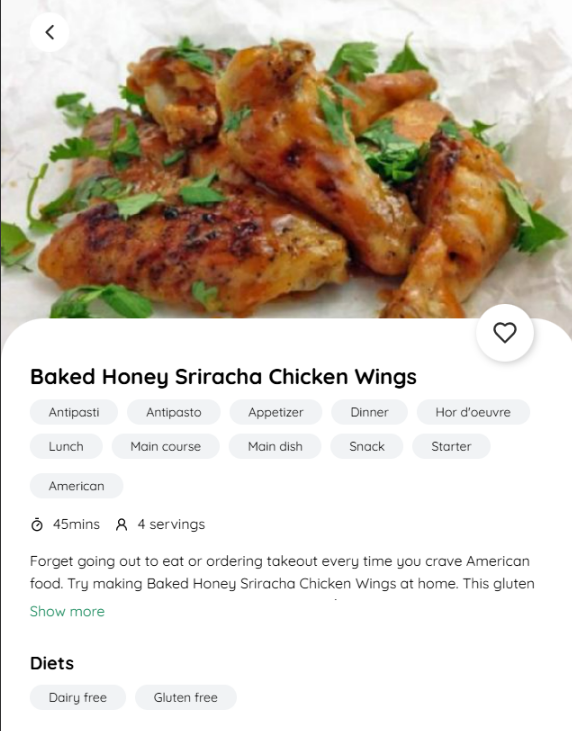 Baked Honey Sriracha Chicken Wings
Antipasti Antipasto Appetizer Dinner Hor d'oeuvre
Lunch Main course Main dish Snack Starter
American
45mins 4 servings
Forget going out to eat or ordering takeout every time you crave American
food. Try making Baked Honey Sriracha Chicken Wings at home. This gluten
Show more
Diets
Dairy free Gluten free